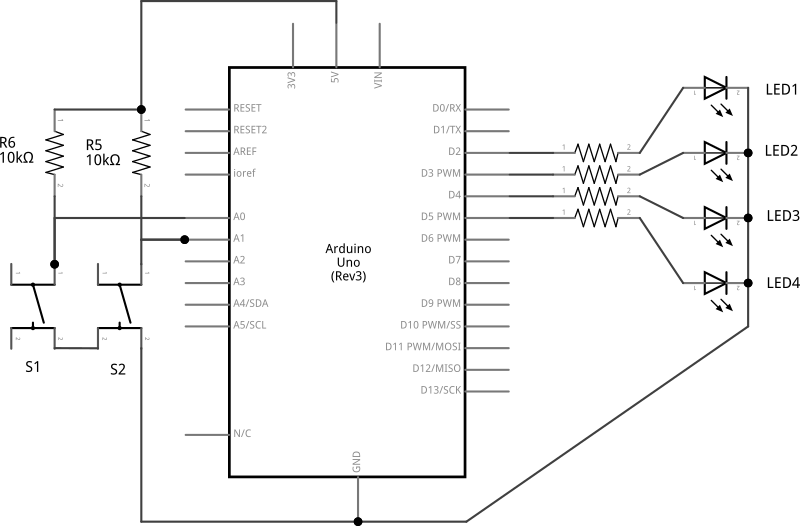 3V3
5V
VIN
RESET
RESET2
AREF
ioref
A0
A1
A2
A3
A4/SDA
A5/SCL
N/C
R6
10kΩ
R5
10kΩ
1
2
1
2
1
1
2
2
S1
1
1
2
2
S2
Arduino
Uno
(Rev3)
GND
D0/RX
D1/TX
D2
D3 PWM
D4
D5 PWM
D6 PWM
D7
D8
D9 PWM
D10 PWM/SS
D11 PWM/MOSI
D12/MISO
D13/SCK
1 2
1 2
1 2
1 2
1 2
LED1
1 2
LED2
1 2
LED3
1 2
LED4